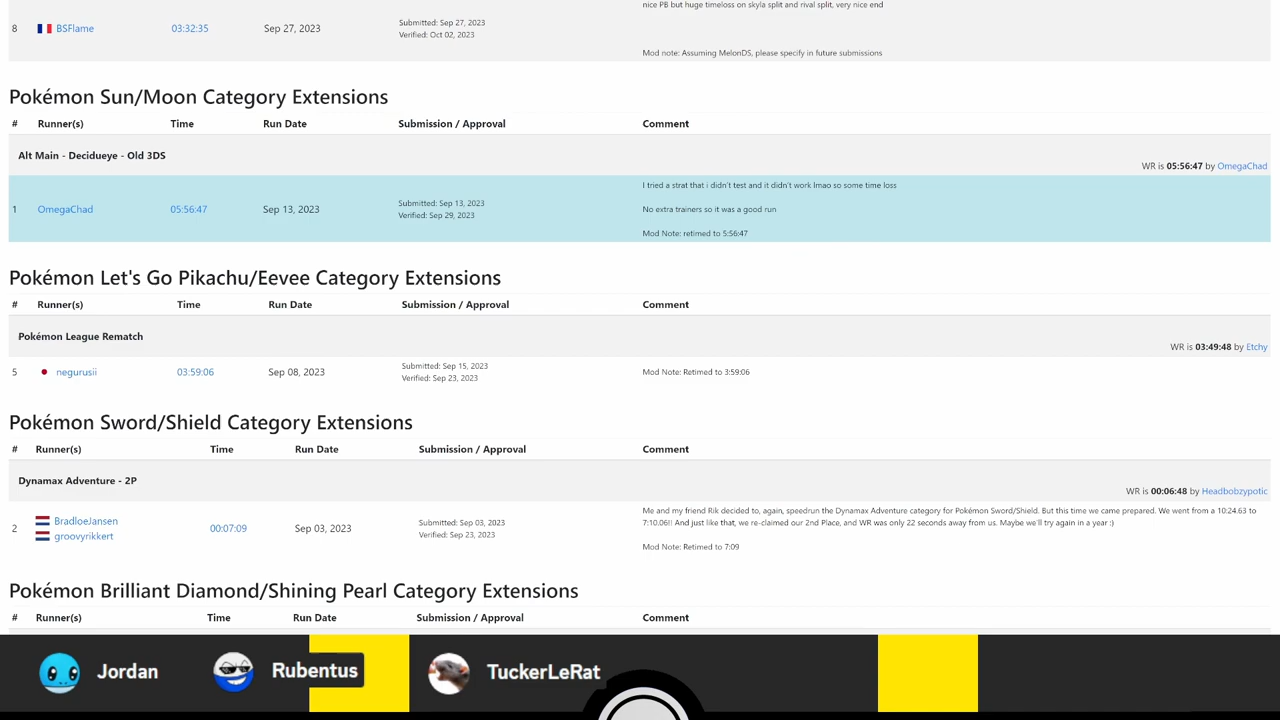 nice PB but huge timeloss on skyla split and rival split, very nice end
8 BSFlame 03:32:35 Sep 27, 2023 Submitted: Sep 27, 2023
Verified: Oct 02, 2023
Mod note: Assuming MelonDS, please specify in future submissions
Pokémon Sun/Moon Category Extensions
# Runner(s) Time Run Date Submission / Approval Comment
Alt Main - Decidueye - Old 3DS
WR is 05:56:47 by OmegaChad
I tried a strat that i didn't test and it didn't work lmao so some time loss
1 OmegaChad 05:56:47 Sep 13, 2023 Submitted: Sep 13, 2023
Verified: Sep 29, 2023
No extra trainers so it was a good run
Mod Note: retimed to 5:56:47
Pokémon Let's Go Pikachu/Eevee Category Extensions
# Runner(s) Time Run Date Submission / Approval Comment
Pokémon League Rematch
WR is 03:49:48 by Etchy
5 negurusii 03:59:06 Sep 08, 2023 Submitted: Sep 15, 2023
Verified: Sep 23, 2023
Mod Note: Retimed to 3:59:06
Pokémon Sword/Shield Category Extensions
# Runner(s) Time Run Date Submission / Approval Comment
Dynamax Adventure - 2P
WR is 00:06:48 by Headbobzypotic
2 BradloeJansen
groovyrikkert
00:07:09 Sep 03, 2023 Submitted: Sep 03, 2023
Verified: Sep 23, 2023
Me and my friend Rik decided to, again, speedrun the Dynamax Adventure category for Pokémon Sword/Shield. But this time we came prepared. We went from a 10:24.63 to
7:10.06!! And just like that, we re-claimed our 2nd Place, and WR was only 22 seconds away from us. Maybe we'll try again in a year :)
Mod Note: Retimed to 7:09
Pokémon Brilliant Diamond/Shining Pearl Category Extensions
# Runner(s) Time Run Date Submission / Approval Comment
Jordan Rubentus TuckerLeRat